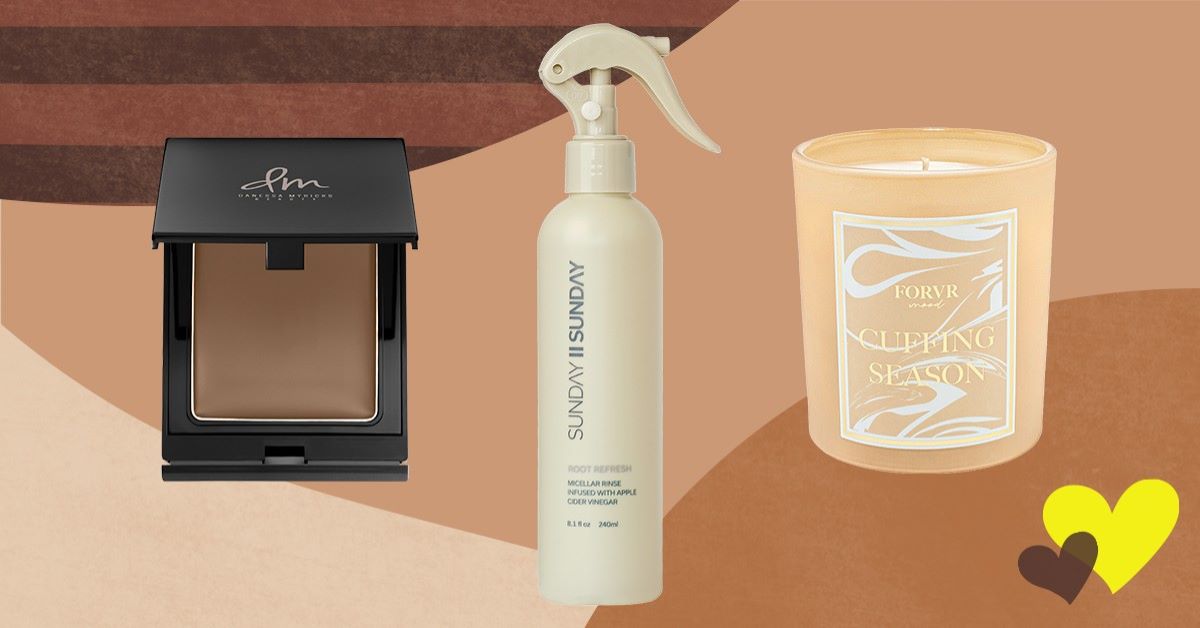 dm
DANESSA MYRICKS
BEAUTY
SUNDAY II SUNDAY
ROOT REFRESH
MICELLAR RINSE
INFUSED WITH APPLE
CIDER VINEGAR
8.1 fl oz 240ml
FORVR
mood
CUFFING
SEASON